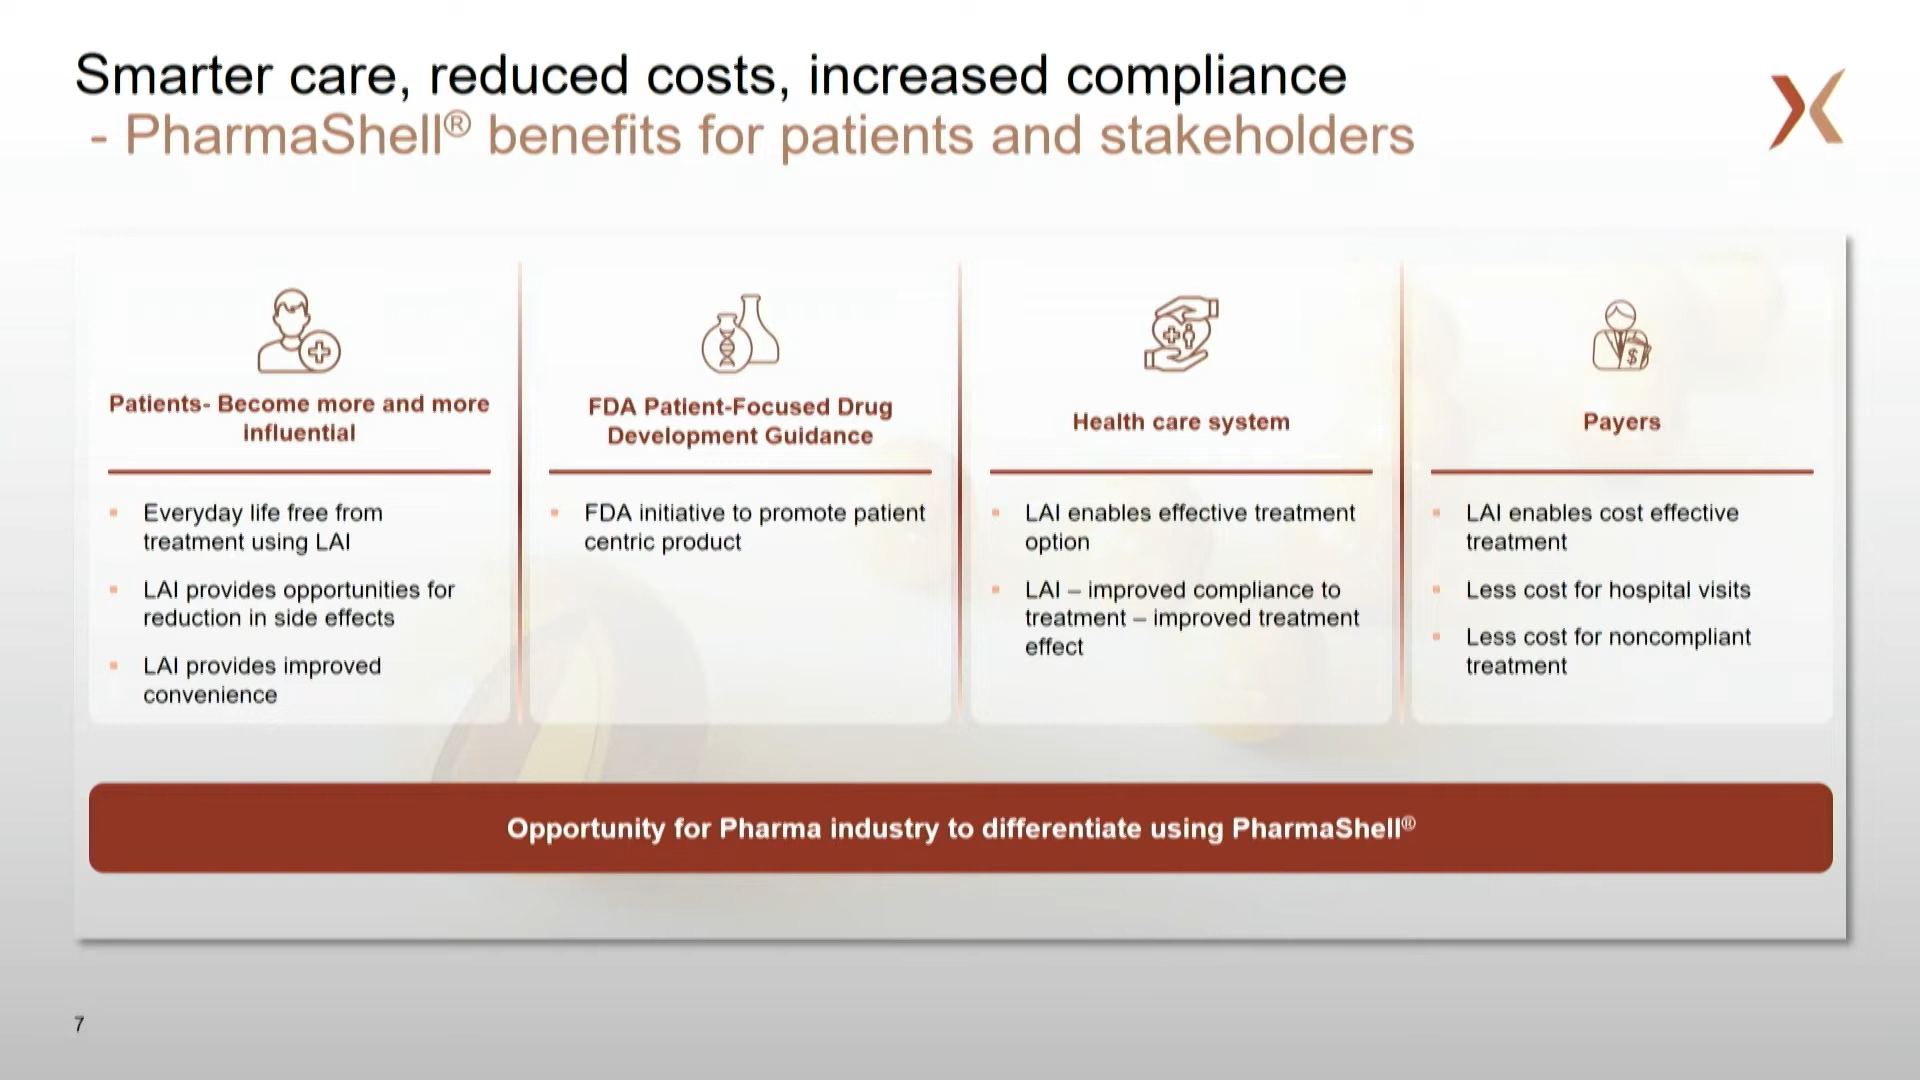 Smarter care, reduced costs, increased compliance
- PharmaShell® benefits for patients and stakeholders
Patients- Become more and more
influential
Everyday life free from
treatment using LAI
LAI provides opportunities for
reduction in side effects
LAI provides improved
convenience
FDA Patient-Focused Drug
Development Guidance
FDA initiative to promote patient
centric product
Health care system
LAI enables effective treatment
option
LAI – improved compliance to
treatment – improved treatment
effect
Payers
LAI enables cost effective
treatment
Less cost for hospital visits
Less cost for noncompliant
treatment
Opportunity for Pharma industry to differentiate using PharmaShell®
7